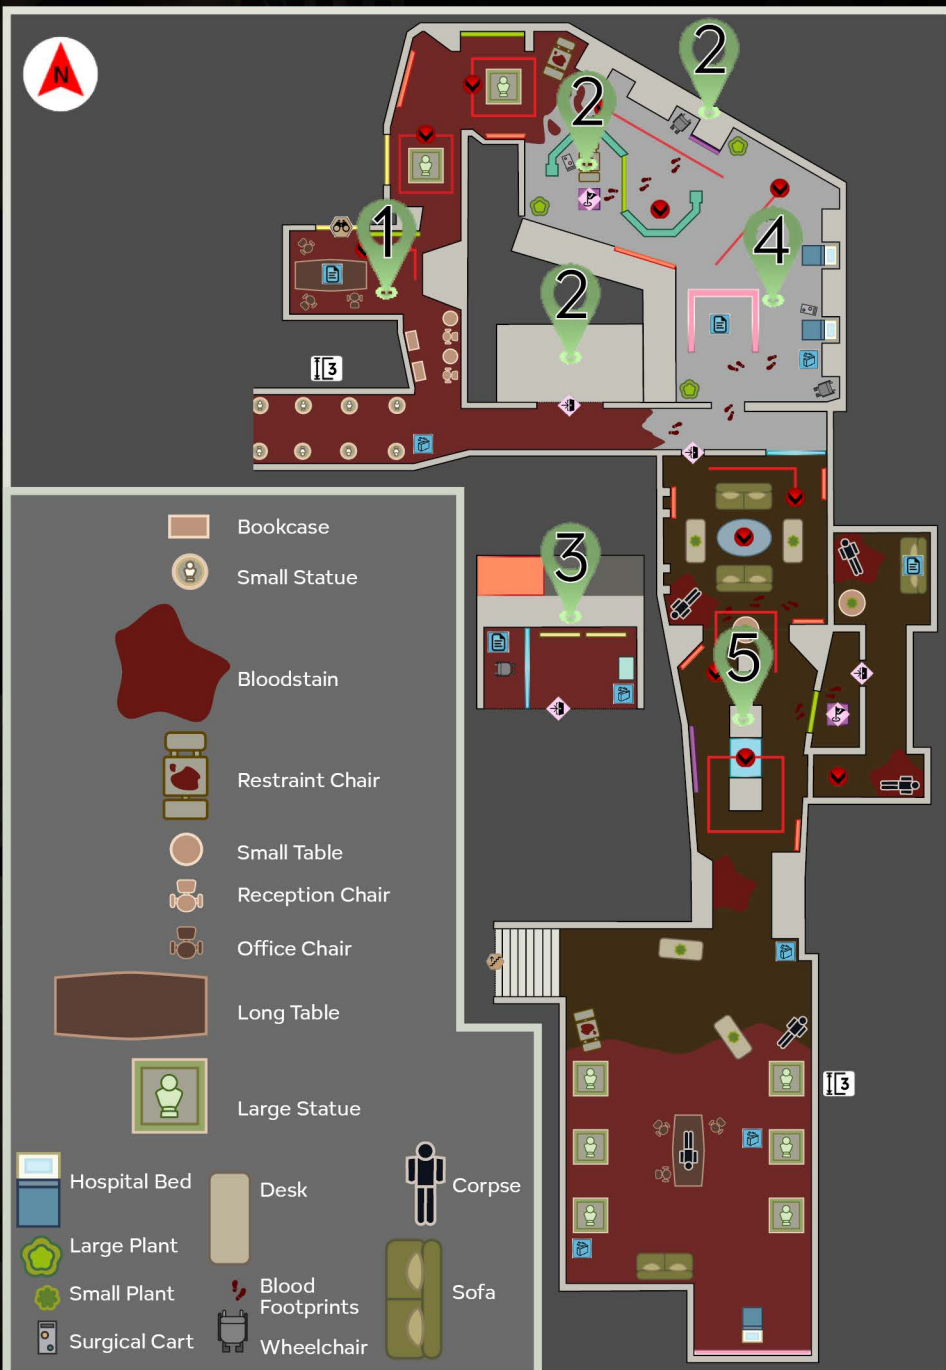 N
2
2
1
4
2
3
3
5
3
Bookcase
Small Statue
Bloodstain
Restraint Chair
Small Table
Reception Chair
Office Chair
Long Table
Large Statue
Hospital Bed
Desk
Corpse
Large Plant
Small Plant
Blood
Footprints
Sofa
Surgical Cart
Wheelchair